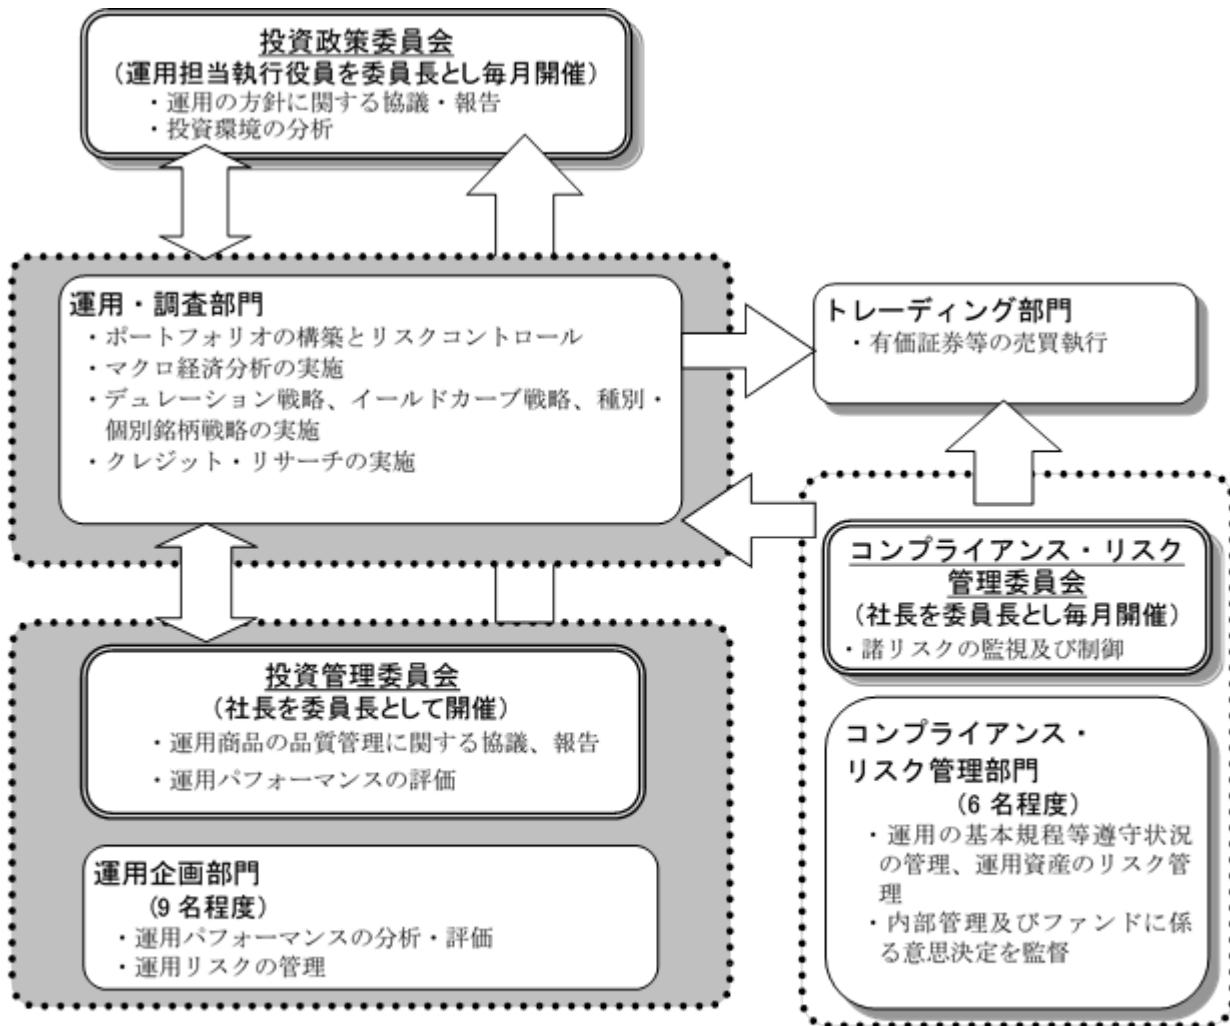 投資政策委員会
（運用担当執行役員を委員長とし毎月開催）
・運用の方針に関する協議・報告
・投資環境の分析
運用・調査部門
・ポートフォリオの構築とリスクコントロール
・マクロ経済分析の実施
・デュレーション戦略、イールドカーブ戦略、種別・
個別銘柄戦略の実施
・クレジット・リサーチの実施
トレーディング部門
・有価証券等の売買執行
コンプライアンス・リスク
管理委員会
（社長を委員長とし毎月開催）
・諸リスクの監視及び制御
投資管理委員会
（社長を委員長として開催）
・運用商品の品質管理に関する協議、報告
・運用パフォーマンスの評価
コンプライアンス・
リスク管理部門
（6 名程度）
・運用の基本規程等遵守状況
の管理、運用資産のリスク管
理
・内部管理及びファンドに係
る意思決定を監督
運用企画部門
（9 名程度）
・運用パフォーマンスの分析・評価
・運用リスクの管理